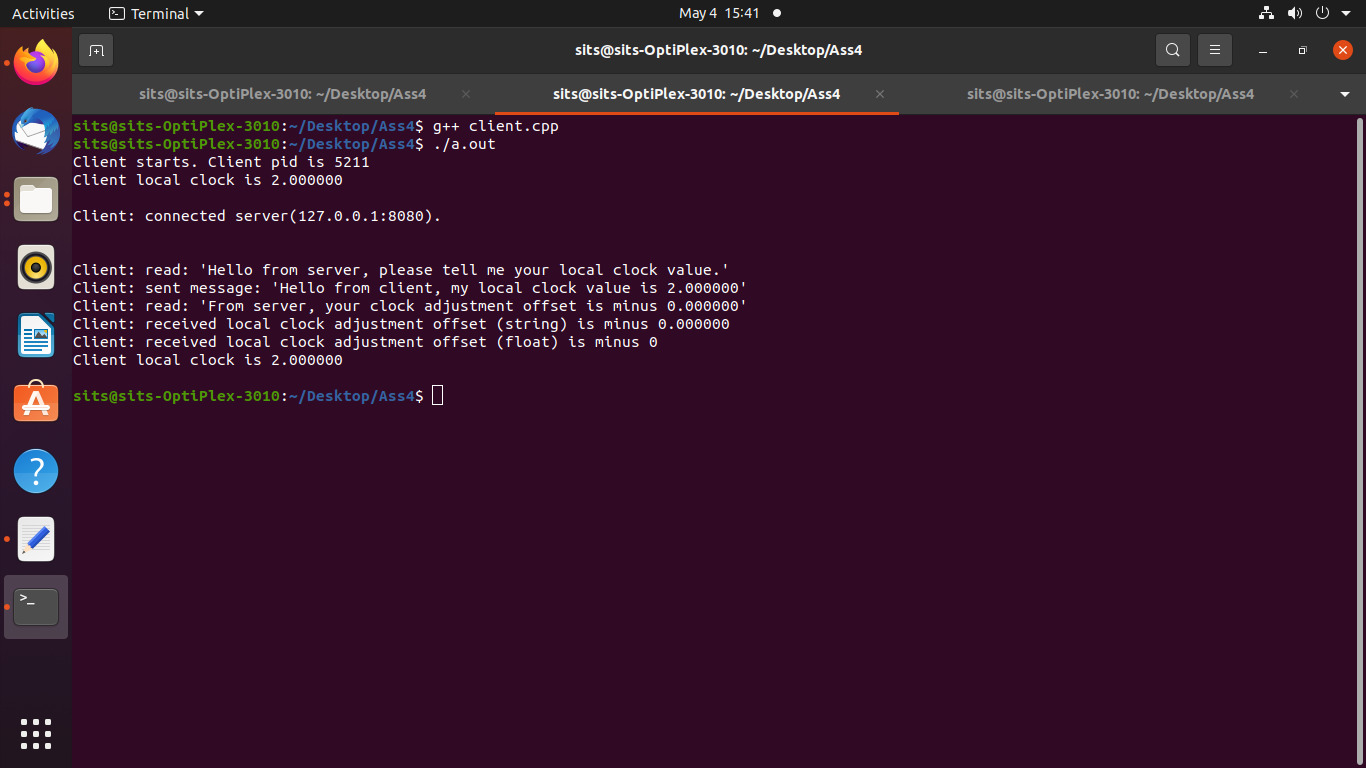 Activities
Terminal
May 4 15:41
sits@sits-OptiPlex-3010: ~/Desktop/Ass4
sits@sits-OptiPlex-3010: ~/Desktop/Ass4
sits@sits-OptiPlex-3010: ~/Desktop/Ass4
sits@sits-OptiPlex-3010: ~/Desktop/Ass4
sits@sits-OptiPlex-3010:~/Desktop/Ass4$ g++ client.cpp
sits@sits-OptiPlex-3010:~/Desktop/Ass4$ ./a.out
Client starts. Client pid is 5211
Client local clock is 2.000000
Client: connected server(127.0.0.1:8080).
Client: read: 'Hello from server, please tell me your local clock value.'
Client: sent message: 'Hello from client, my local clock value is 2.000000'
Client: read: 'From server, your clock adjustment offset is minus 0.000000'
Client: received local clock adjustment offset (string) is minus 0.000000
Client: received local clock adjustment offset (float) is minus 0
Client local clock is 2.000000
sits@sits-OptiPlex-3010:~/Desktop/Ass4$